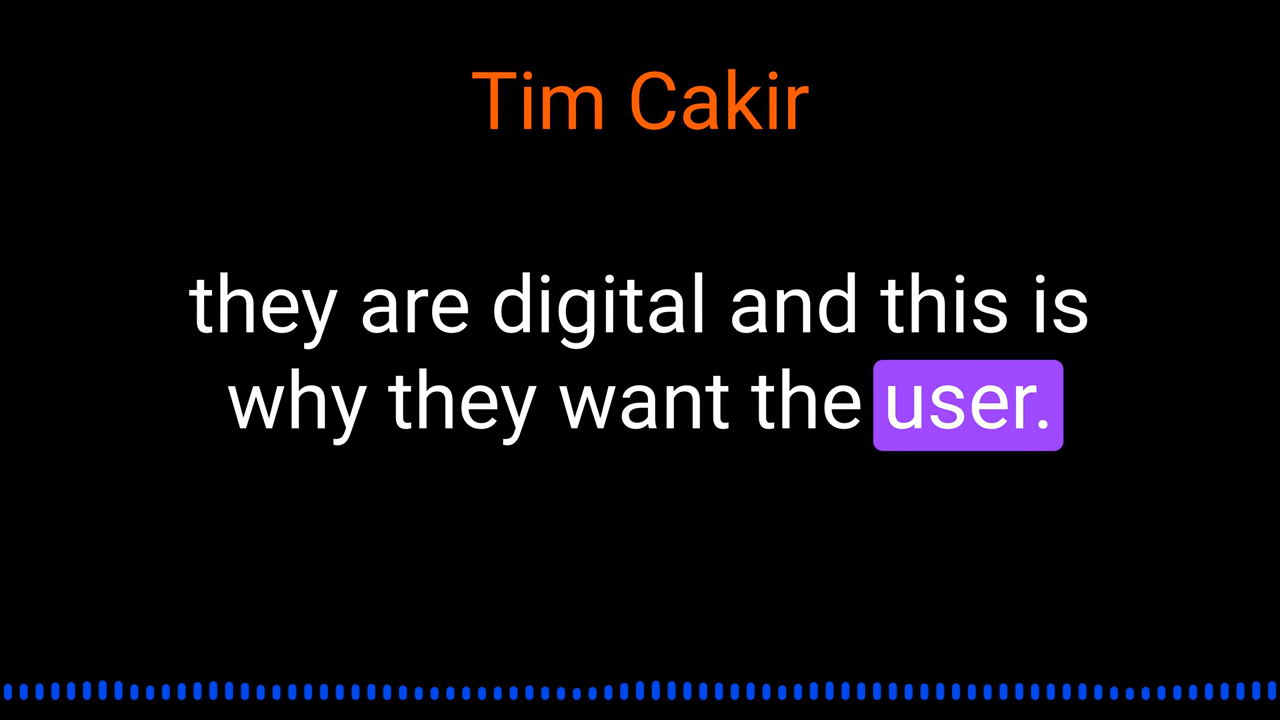 Tim Cakir
they are digital and this is
why they want the user.